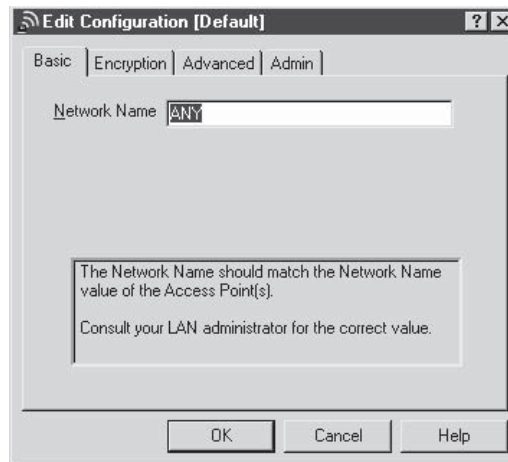 Edit Configuration [Default]
Basic Encryption Advanced Admin
Network Name ANY
The Network Name should match the Network Name
value of the Access Point(s).
Consult your LAN administrator for the correct value.
OK Cancel Help